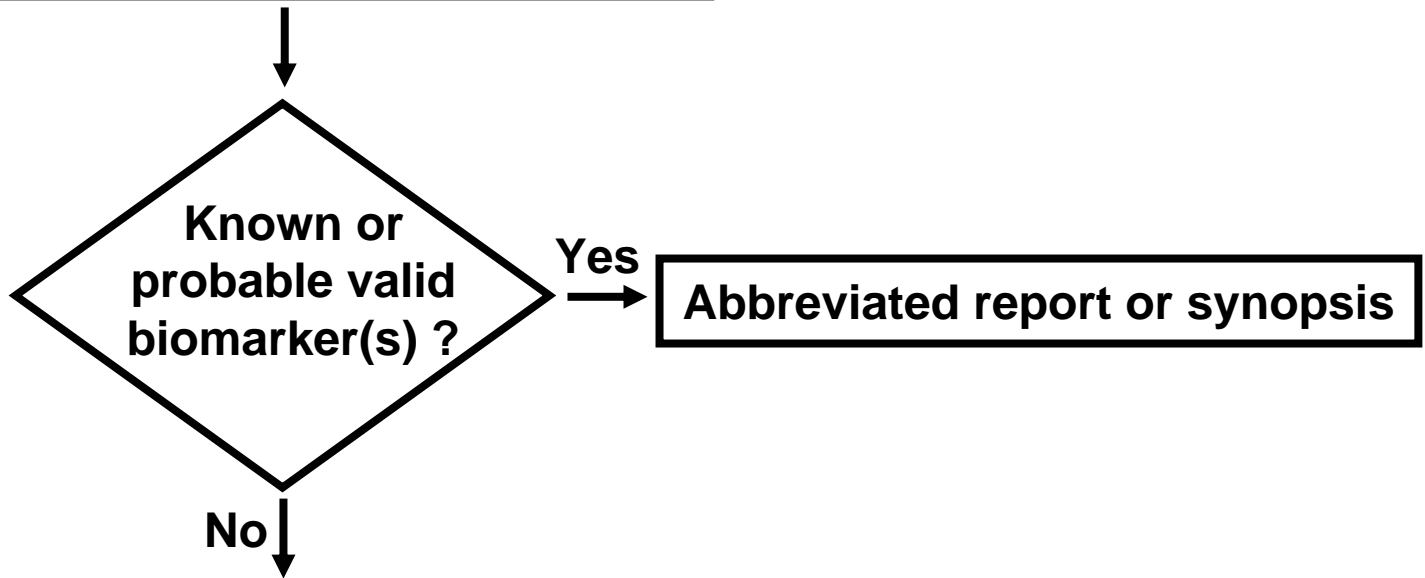 Known or
probable valid
biomarker(s) ?
Yes
Abbreviated report or synopsis
No